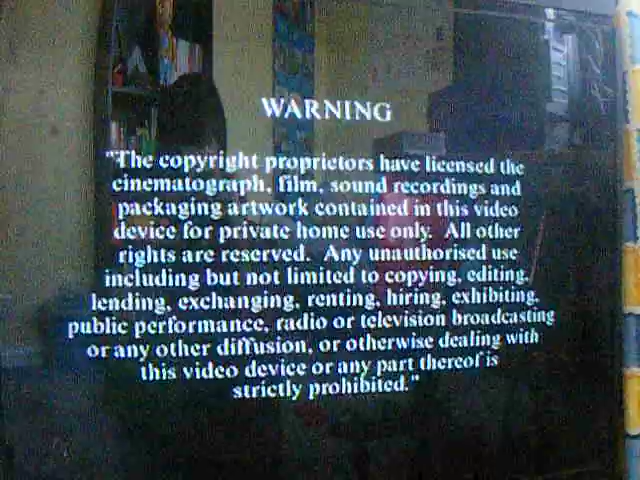 WARNING
"The copyright proprietors have licensed the
cinematograph, film, sound recordings and
packaging artwork contained in this video
device for private home use only. All other
rights are reserved. Any unauthorised use
including but not limited to copying, editing,
lending, exchanging, renting, hiring, exhibiting,
public performance, radio or television broadcasting
or any other diffusion, or otherwise dealing with
this video device or any part thereof is
strictly prohibited."